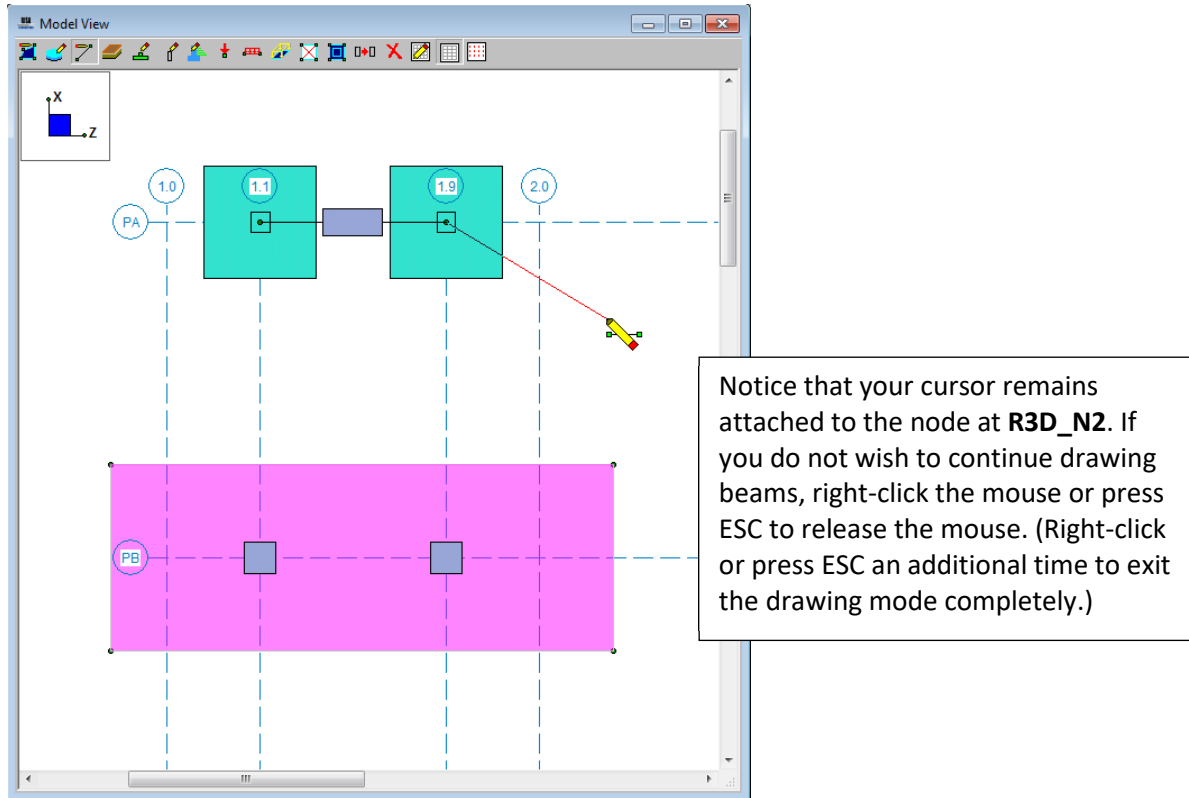 Model View
X
Z
1.0
1.1
1.9
2.0
PA
PB
Notice that your cursor remains
attached to the node at R3D_N2. If
you do not wish to continue drawing
beams, right-click the mouse or press
ESC to release the mouse. (Right-click
or press ESC an additional time to exit
the drawing mode completely.)